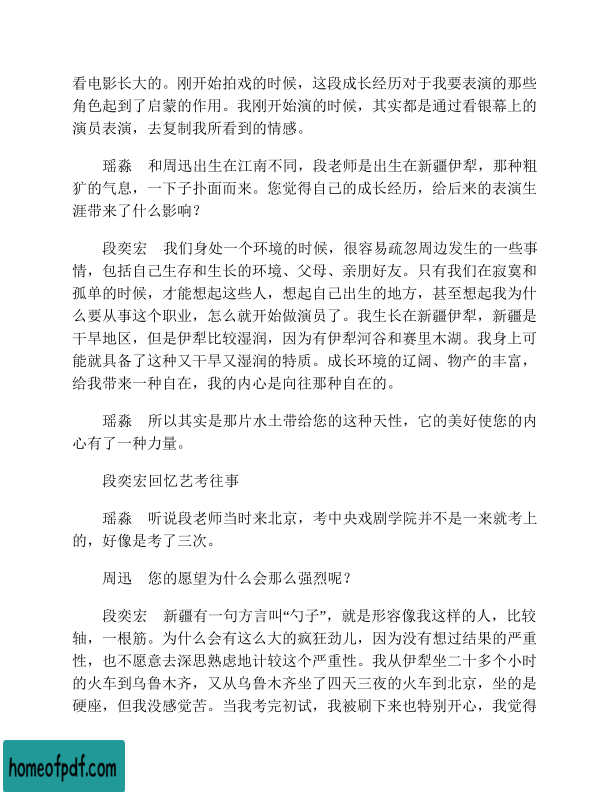 看电影长大的。刚开始拍戏的时候，这段成长经历对于我要表演的那些
角色起到了启蒙的作用。我刚开始演的时候，其实都是通过看银幕上的
演员表演，去复制我所看到的情感。
瑶淼　和周迅出生在江南不同，段老师是出生在新疆伊犁，那种粗
犷的气息，一下子扑面而来。您觉得自己的成长经历，给后来的表演生
涯带来了什么影响？
段奕宏　我们身处一个环境的时候，很容易疏忽周边发生的一些事
情，包括自己生存和生长的环境、父母、亲朋好友。只有我们在寂寞和
孤单的时候，才能想起这些人，想起自己出生的地方，甚至想起我为什
么要从事这个职业，怎么就开始做演员了。我生长在新疆伊犁，新疆是
干旱地区，但是伊犁比较湿润，因为有伊犁河谷和赛里木湖。我身上可
能就具备了这种又干旱又湿润的特质。成长环境的辽阔、物产的丰富，
给我带来一种自在，我的内心是向往那种自在的。
瑶淼　所以其实是那片水土带给您的这种天性，它的美好使您的内
心有了一种力量。
段奕宏回忆艺考往事
瑶淼　听说段老师当时来北京，考中央戏剧学院并不是一来就考上
的，好像是考了三次。
周迅　您的愿望为什么会那么强烈呢？
段奕宏　新疆有一句方言叫“勺子”，就是形容像我这样的人，比较
轴，一根筋。为什么会有这么大的疯狂劲儿，因为没有想过结果的严重
性，也不愿意去深思熟虑地计较这个严重性。我从伊犁坐二十多个小时
的火车到乌鲁木齐，又从乌鲁木齐坐了四天三夜的火车到北京，坐的是
硬座，但我没感觉苦。当我考完初试，我被刷下来也特别开心，我觉得
homeofpdf.com